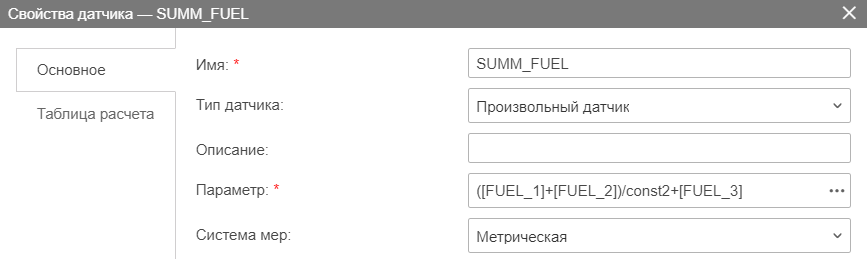 Свойства датчика — SUMM_FUEL
Основное
Таблица расчета
Имя: *
SUMM_FUEL
Тип датчика:
Произвольный датчик
Описание:
Параметр: *
([FUEL_1]+[FUEL_2])/const2+[FUEL_3]
Система мер:
Метрическая